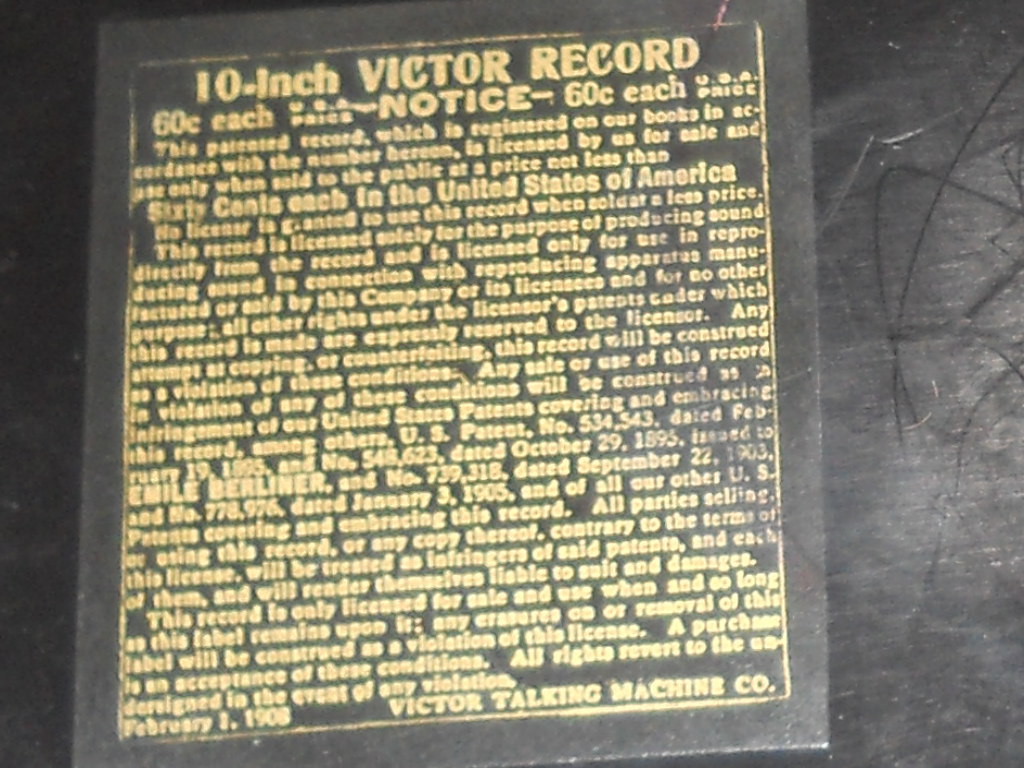 10-Inch VICTOR RECORD
60c each U.S.A. PRICE -NOTICE- 60c each U.S.A. PRICE
This patented record, which is registered on our books in ac-
cordance with the number hereon, is licensed by us for sale and
use only when sold to the public at a price not less than
Sixty Cents each in the United States of America
No license is granted to use this record when sold at a less price.
This record is licensed solely for the purpose of producing sound
directly from the record and is licensed only for use in repro-
ducing sound in connection with reproducing apparatus manu-
factured or sold by this Company or its licensees and for no other
purpose; all other rights under the licensor's patents under which
this record is made are expressly reserved to the licensor. Any
attempt at copying, or counterfeiting, this record will be construed
as a violation of these conditions. Any sale or use of this record
in violation of any of these conditions will be construed as an
infringement of our United States Patents covering and embracing
this record, among others, U. S. Patent, No. 534,543, dated Feb-
ruary 19, 1895, and No. 548,623, dated October 29, 1895, issued to
EMILE BERLINER, and No. 739,318, dated September 22, 1903,
and No. 778,976, dated January 3, 1905, and of all our other U. S.
Patents covering and embracing this record. All parties selling,
or using this record, or any copy thereof, contrary to the terms of
this license, will be treated as infringers of said patents, and each
of them, and will render themselves liable to suit and damages.
This record is only licensed for sale and use when and so long
as this label remains upon it; any erasures on or removal of this
label will be construed as a violation of this license. A purchase
is an acceptance of these conditions. All rights revert to the un-
dersigned in the event of any violation.
February 1, 1908 VICTOR TALKING MACHINE CO.